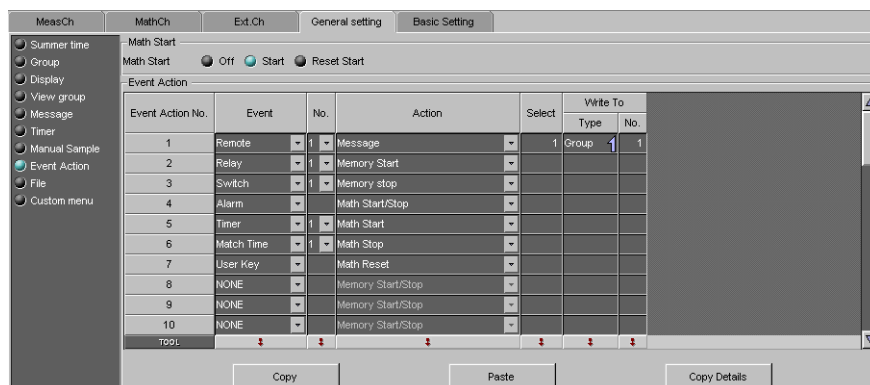 MeasCh MathCh Ext.Ch General setting Basic Setting
Summer time
Group
Display
View group
Message
Timer
Manual Sample
Event Action
File
Custom menu
Math Start
Math Start Off Start Reset Start
Event Action
Event Action No. Event No. Action Select Write To
Type No.
1 Remote 1 Message 1 Group 1
2 Relay 1 Memory Start
3 Switch 1 Memory stop
4 Alarm Math Start/Stop
5 Timer 1 Math Start
6 Match Time 1 Math Stop
7 User Key Math Reset
8 NONE Memory Start/Stop
9 NONE Memory Start/Stop
10 NONE Memory Start/Stop
TOOL
Copy Paste Copy Details